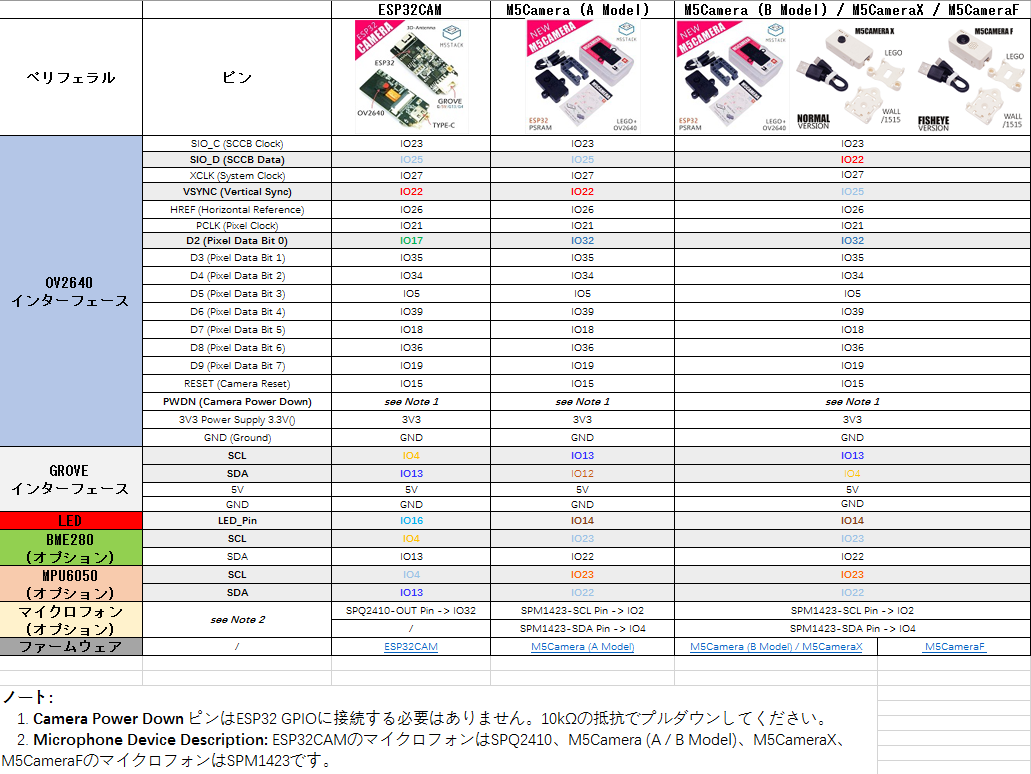 ESP32CAM M5Camera (A Model) M5Camera (B Model) / M5CameraX / M5CameraF
ペリフェラル ピン
ESP32 CAMERA 3D-Antenna M5STACK ESP32 GROVE OV2640 TYPE-C
NEW M5CAMERA M5STACK ESP32 PSRAM LEGO+ OV2640
NEW M5CAMERA M5STACK ESP32 PSRAM LEGO+ OV2640
M5CAMERA X LEGO WALL /1515 NORMAL VERSION
M5CAMERA F LEGO WALL /1515 FISHEYE VERSION
OV2640
インターフェース
SIO_C (SCCB Clock) IO23 IO23 IO23
SIO_D (SCCB Data) IO25 IO25 IO22
XCLK (System Clock) IO27 IO27 IO27
VSYNC (Vertical Sync) IO22 IO22 IO25
HREF (Horizontal Reference) IO26 IO26 IO26
PCLK (Pixel Clock) IO21 IO21 IO21
D2 (Pixel Data Bit 0) IO17 IO32 IO32
D3 (Pixel Data Bit 1) IO35 IO35 IO35
D4 (Pixel Data Bit 2) IO34 IO34 IO34
D5 (Pixel Data Bit 3) IO5 IO5 IO5
D6 (Pixel Data Bit 4) IO39 IO39 IO39
D7 (Pixel Data Bit 5) IO18 IO18 IO18
D8 (Pixel Data Bit 6) IO36 IO36 IO36
D9 (Pixel Data Bit 7) IO19 IO19 IO19
RESET (Camera Reset) IO15 IO15 IO15
PWDN (Camera Power Down) see Note 1 see Note 1 see Note 1
3V3 Power Supply 3.3V() 3V3 3V3 3V3
GND (Ground) GND GND GND
GROVE
インターフェース
SCL IO4 IO13 IO13
SDA IO13 IO12 IO4
5V 5V 5V 5V
GND GND GND GND
LED LED_Pin IO16 IO14 IO14
BME280
(オプション)
SCL IO4 IO23 IO23
SDA IO13 IO22 IO22
MPU6050
(オプション)
SCL IO4 IO23 IO23
SDA IO13 IO22 IO22
マイクロフォン
(オプション)
see Note 2
SPQ2410-OUT Pin -> IO32 SPM1423-SCL Pin -> IO2 SPM1423-SCL Pin -> IO2
/ SPM1423-SDA Pin -> IO4 SPM1423-SDA Pin -> IO4
ファームウェア / ESP32CAM M5Camera (A Model) M5Camera (B Model) / M5CameraX M5CameraF
ノート:
1. Camera Power Down ピンはESP32 GPIOに接続する必要はありません。10kΩの抵抗でプルダウンしてください。
2. Microphone Device Description: ESP32CAMのマイクロフォンはSPQ2410、M5Camera (A / B Model)、M5CameraX、
M5CameraFのマイクロフォンはSPM1423です。